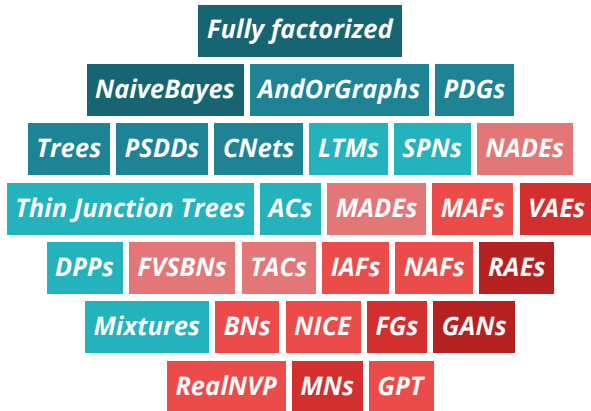 Fully factorized
NaiveBayes AndOrGraphs PDGs
Trees PSDDs CNets LTMs SPNs NADEs
Thin Junction Trees ACs MADEs MAFs VAEs
DPPs FVSBNs TACs IAFs NAFs RAEs
Mixtures BNs NICE FGs GANs
RealNVP MNs GPT